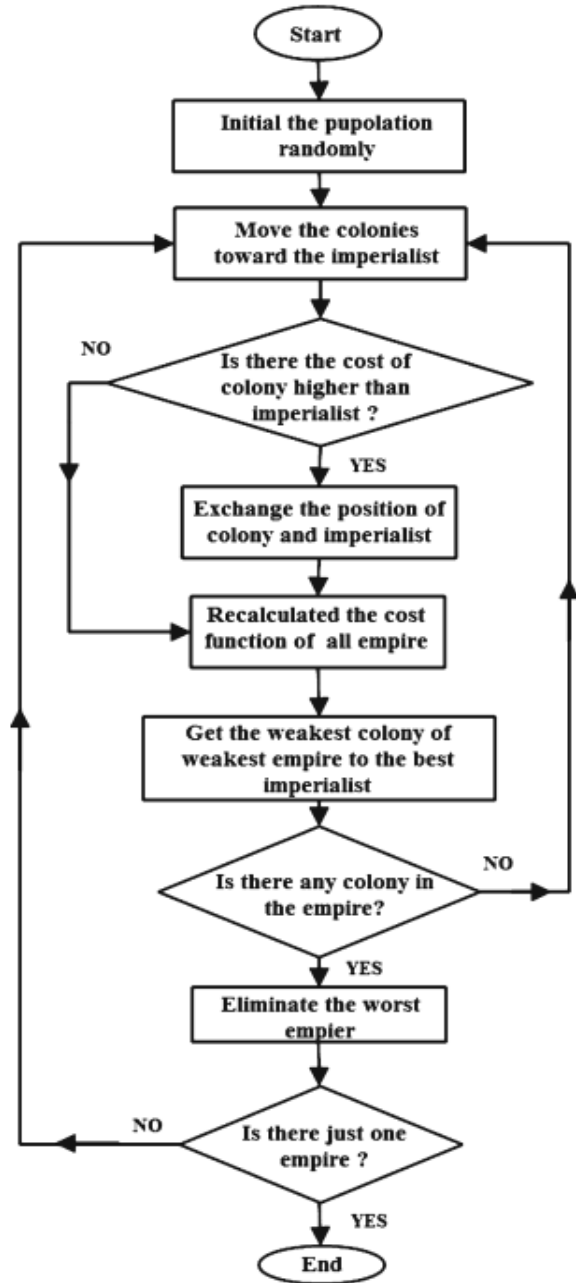 Start
Initial the pupolation
randomly
Move the colonies
toward the imperialist
NO
Is there the cost of
colony higher than
imperialist ?
YES
Exchange the position of
colony and imperialist
Recalculated the cost
function of all empire
Get the weakest colony of
weakest empire to the best
imperialist
NO
Is there any colony in
the empire?
YES
Eliminate the worst
empier
NO
Is there just one
empire ?
YES
End